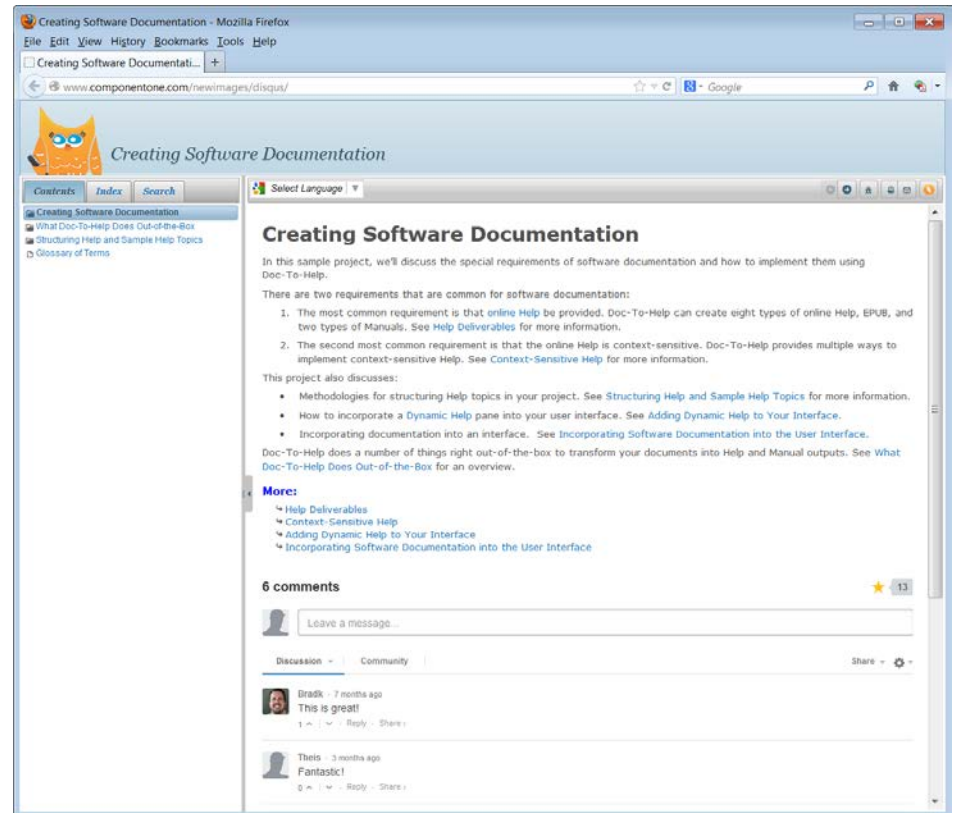 Creating Software Documentation - Mozilla Firefox
File Edit View History Bookmarks Tools Help
Creating Software Documentati... +
www.componentone.com/newimages/disqus/
Google
Creating Software Documentation
Contents Index Search
Select Language
Creating Software Documentation
What Doc-To-Help Does Out-of-the-Box
Structuring Help and Sample Help Topics
Glossary of Terms
Creating Software Documentation
In this sample project, we'll discuss the special requirements of software documentation and how to implement them using
Doc-To-Help.
There are two requirements that are common for software documentation:
1. The most common requirement is that online Help be provided. Doc-To-Help can create eight types of online Help, EPUB, and
two types of Manuals. See Help Deliverables for more information.
2. The second most common requirement is that the online Help is context-sensitive. Doc-To-Help provides multiple ways to
implement context-sensitive Help. See Context-Sensitive Help for more information.
This project also discusses:
• Methodologies for structuring Help topics in your project. See Structuring Help and Sample Help Topics for more information.
• How to incorporate a Dynamic Help pane into your user interface. See Adding Dynamic Help to Your Interface.
• Incorporating documentation into an interface. See Incorporating Software Documentation into the User Interface.
Doc-To-Help does a number of things right out-of-the-box to transform your documents into Help and Manual outputs. See What
Doc-To-Help Does Out-of-the-Box for an overview.
More:
Help Deliverables
Context-Sensitive Help
Adding Dynamic Help to Your Interface
Incorporating Software Documentation into the User Interface
6 comments
13
Leave a message...
Discussion Community Share
Bradk · 7 months ago
This is great!
1 Reply · Share ›
Theis · 3 months ago
Fantastic!
0 Reply · Share ›